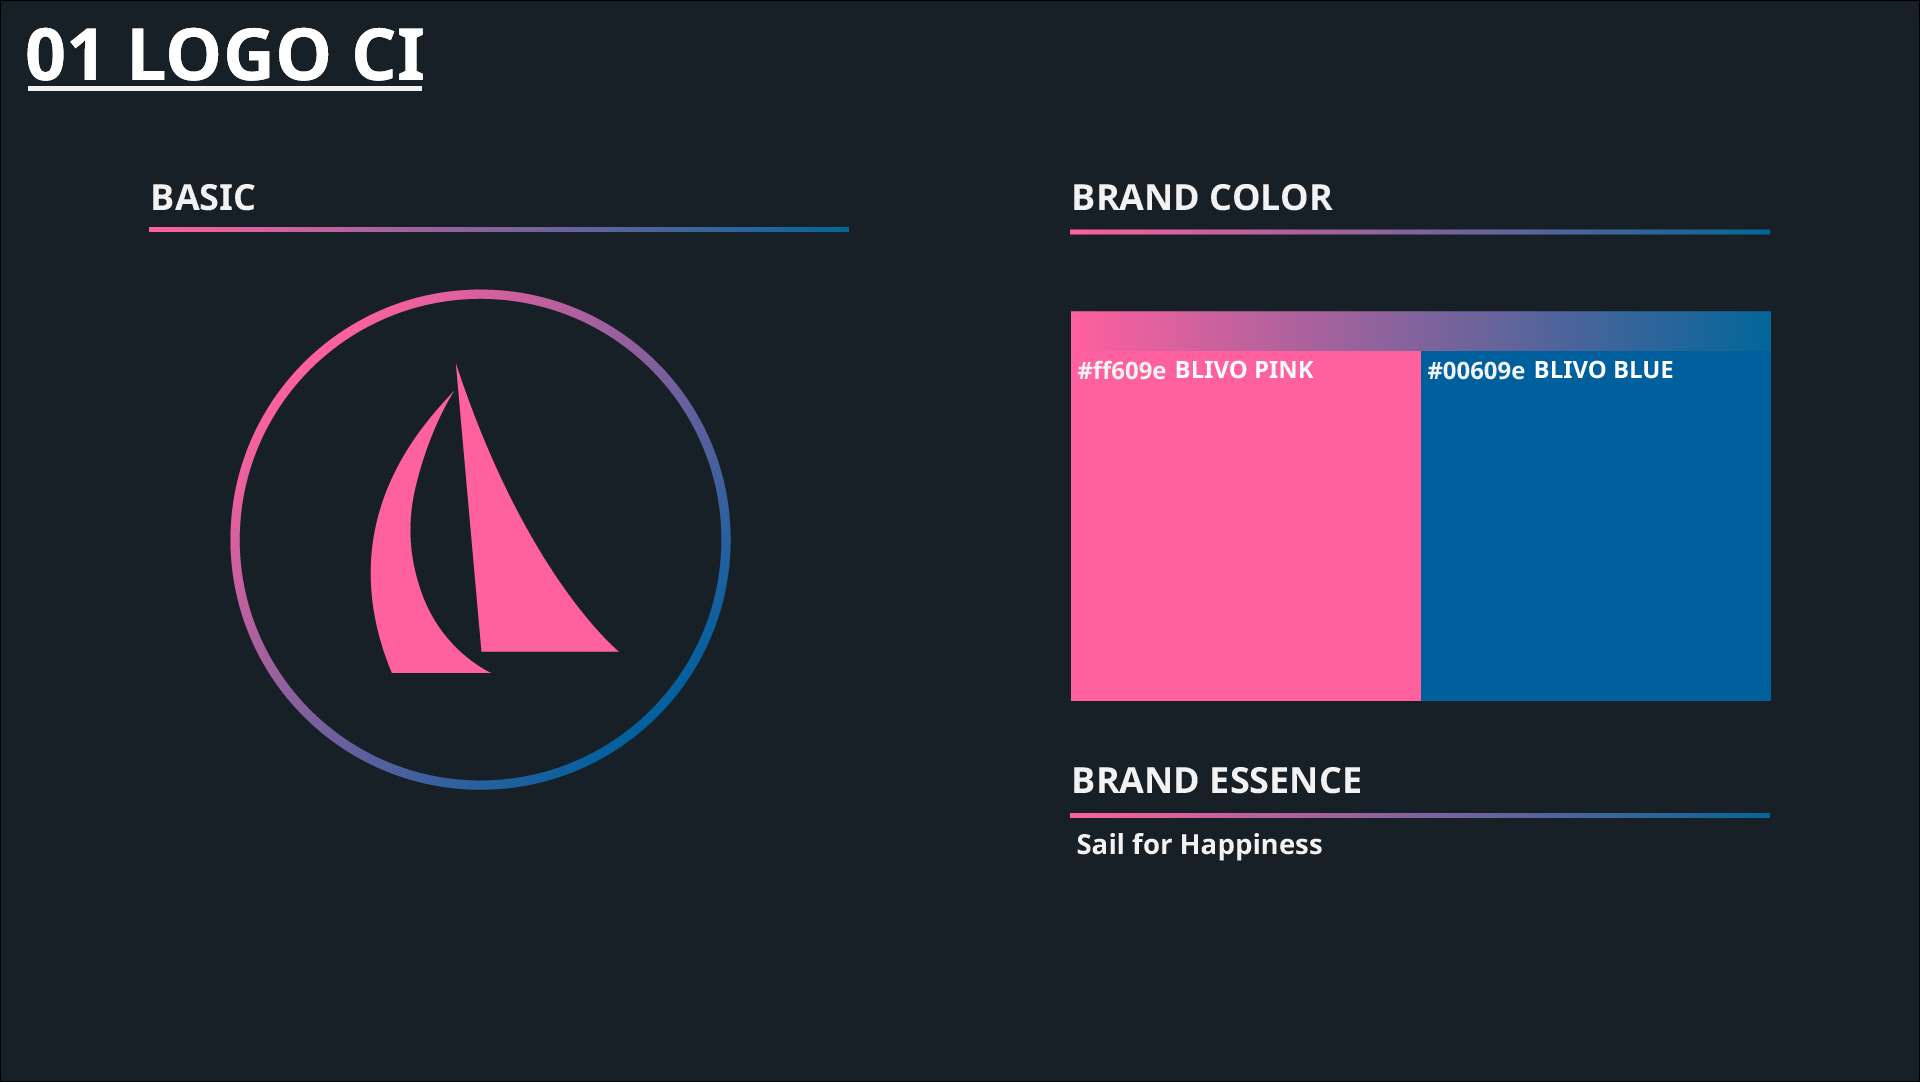 01 LOGO CI
BASIC
BRAND COLOR
#ff609e BLIVO PINK
#00609e BLIVO BLUE
BRAND ESSENCE
Sail for Happiness